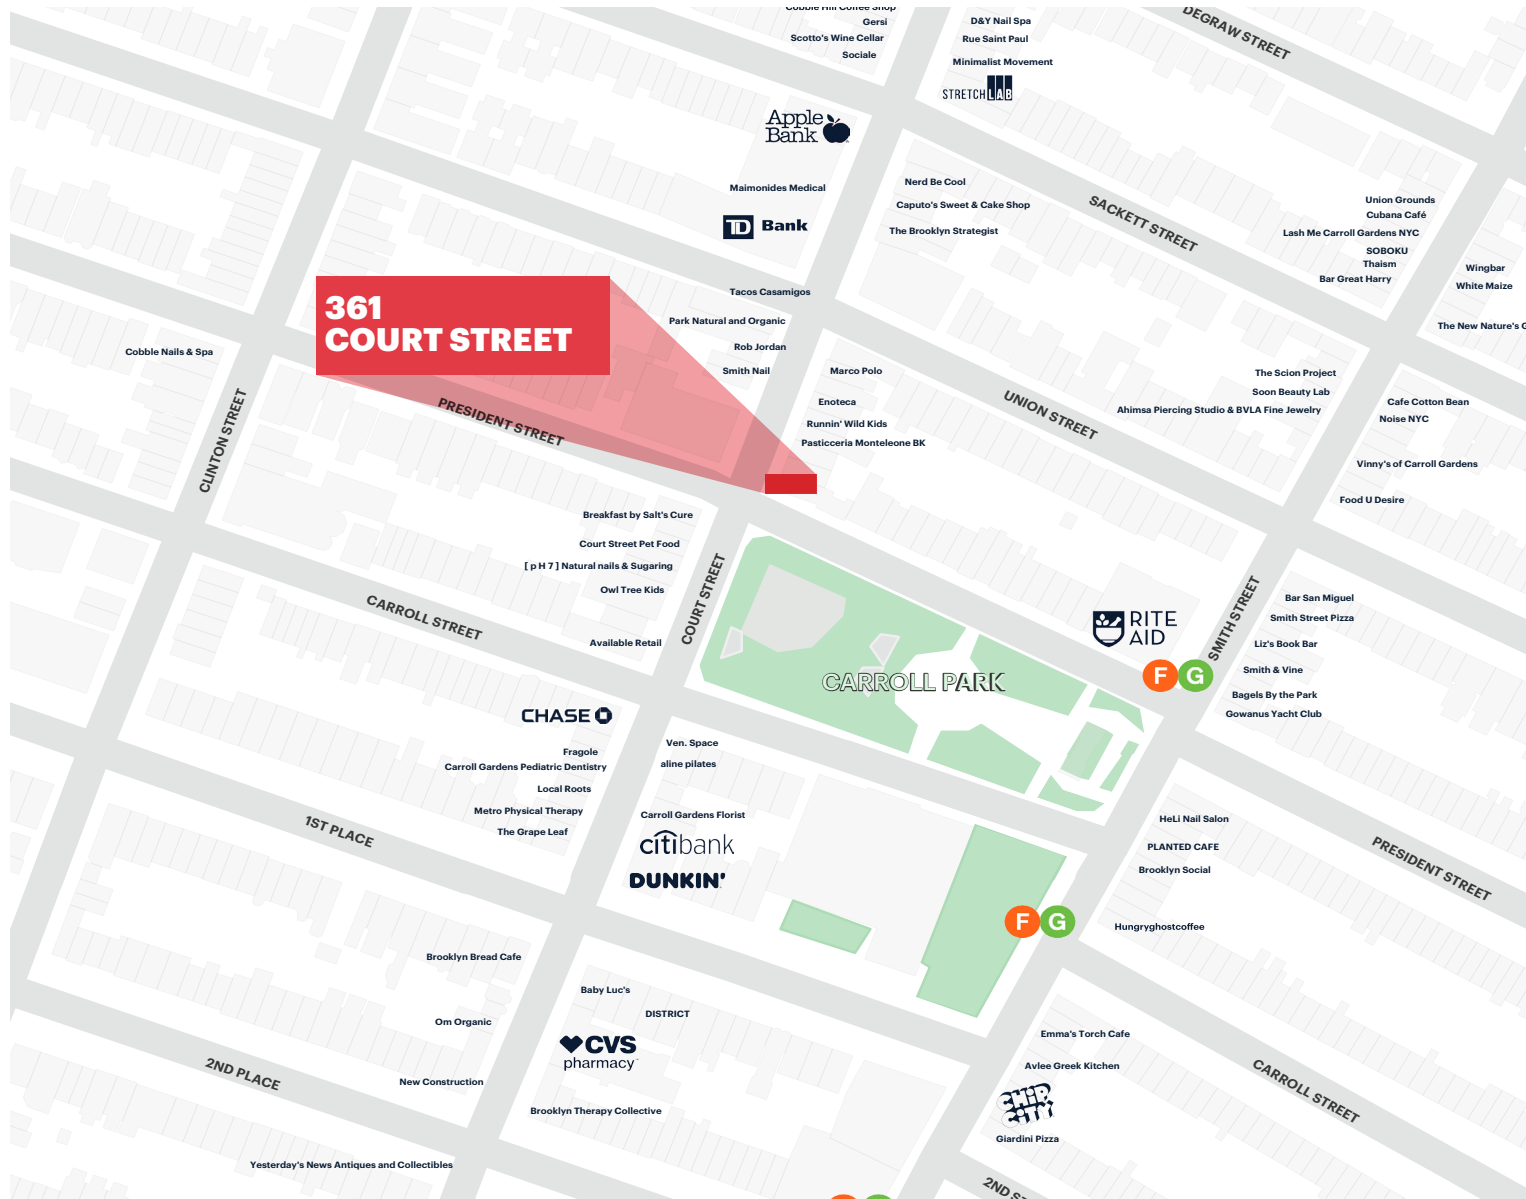 Cobble Hill Coffee Shop
Gersi
Scotto's Wine Cellar
Sociale
D&Y Nail Spa
Rue Saint Paul
Minimalist Movement
STRETCH LAB
DEGRAW STREET
Apple
Bank
Maimonides Medical
TD Bank
Nerd Be Cool
Caputo's Sweet & Cake Shop
The Brooklyn Strategist
SACKETT STREET
Union Grounds
Cubana Café
Lash Me Carroll Gardens NYC
SOBOKU
Thaism
Bar Great Harry
Wingbar
White Maize
The New Nature's G
361
COURT STREET
Tacos Casamigos
Park Natural and Organic
Rob Jordan
Smith Nail
Cobble Nails & Spa
CLINTON STREET
PRESIDENT STREET
Marco Polo
Enoteca
Runnin' Wild Kids
Pasticceria Monteleone BK
UNION STREET
The Scion Project
Soon Beauty Lab
Ahimsa Piercing Studio & BVLA Fine Jewelry
Cafe Cotton Bean
Noise NYC
Vinny's of Carroll Gardens
Food U Desire
Breakfast by Salt's Cure
Court Street Pet Food
[ p H 7 ] Natural nails & Sugaring
Owl Tree Kids
Available Retail
COURT STREET
CARROLL STREET
CARROLL PARK
RITE
AID
F G
SMITH STREET
Bar San Miguel
Smith Street Pizza
Liz's Book Bar
Smith & Vine
Bagels By the Park
Gowanus Yacht Club
CHASE
Fragole
Carroll Gardens Pediatric Dentistry
Local Roots
Metro Physical Therapy
The Grape Leaf
Ven. Space
aline pilates
Carroll Gardens Florist
citibank
DUNKIN'
1ST PLACE
HeLi Nail Salon
PLANTED CAFE
Brooklyn Social
Hungryghostcoffee
F G
PRESIDENT STREET
Brooklyn Bread Cafe
Om Organic
New Construction
2ND PLACE
Baby Luc's
DISTRICT
CVS
pharmacy
Brooklyn Therapy Collective
Yesterday's News Antiques and Collectibles
Emma's Torch Cafe
Avlee Greek Kitchen
CHIP
CITY
Giardini Pizza
CARROLL STREET
2ND S